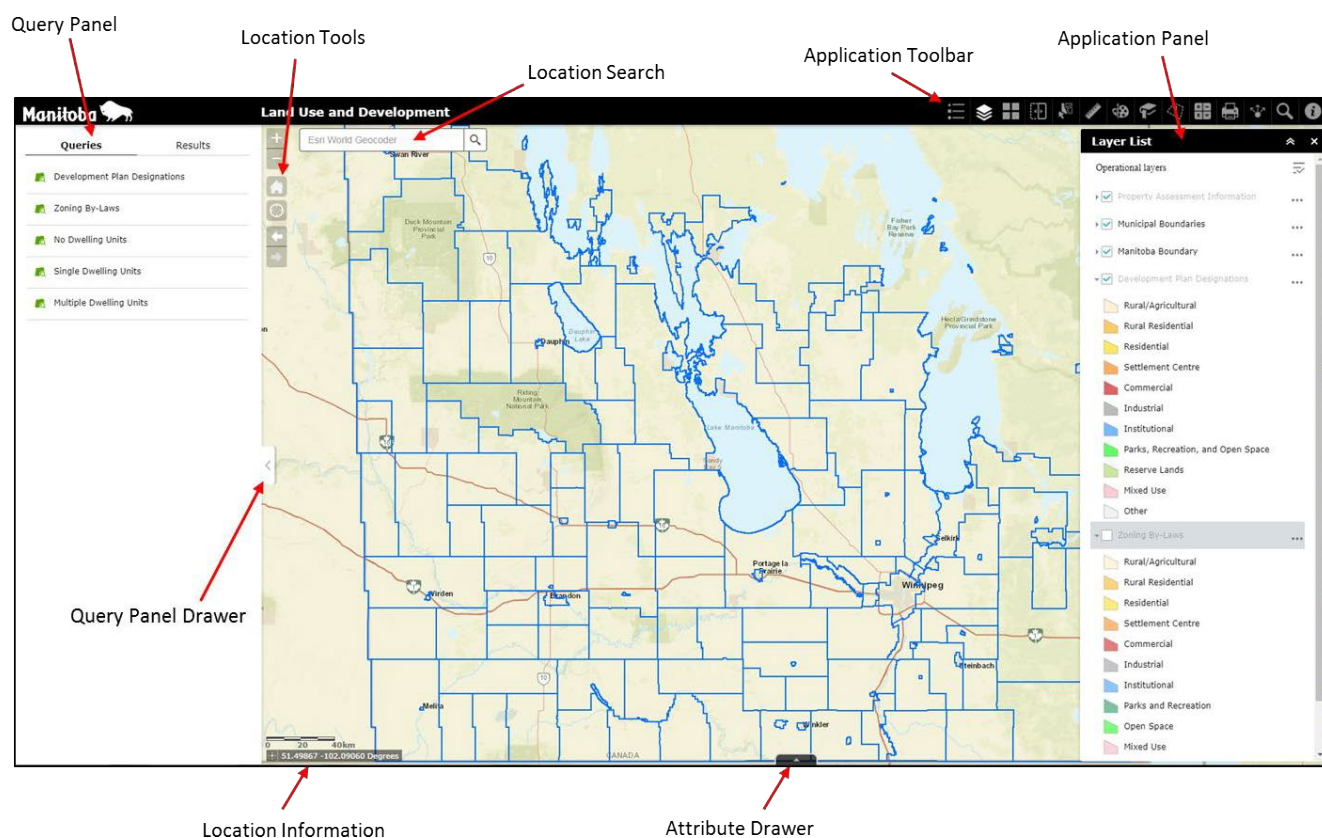 Query Panel
Location Tools
Location Search
Application Toolbar
Application Panel
Manitoba
Land Use and Development
Queries
Results
Development Plan Designations
Zoning By-Laws
No Dwelling Units
Single Dwelling Units
Multiple Dwelling Units
Esri World Geocoder
Swan River
Duck Mountain
Provincial
Park
10
Fisher
Bay Park
Reserve
Hecla/Grindstone
Provincial Park
Dauphin
Lake
Dauphin
Riding
Mountain
National Park
Lake Manitoba
Sandy
Bay 5
Selkirk
Portage la
Prairie
Winnipeg
Virden
Brandon
Steinbach
10
Melita
Winkler
CANADA
0 20 40km
51.49867 -102.09060 Degrees
Layer List
Operational layers
Property Assessment Information
Municipal Boundaries
Manitoba Boundary
Development Plan Designations
Rural/Agricultural
Rural Residential
Residential
Settlement Centre
Commercial
Industrial
Institutional
Parks, Recreation, and Open Space
Reserve Lands
Mixed Use
Other
Zoning By-Laws
Rural/Agricultural
Rural Residential
Residential
Settlement Centre
Commercial
Industrial
Institutional
Parks and Recreation
Open Space
Mixed Use
Query Panel Drawer
Location Information
Attribute Drawer